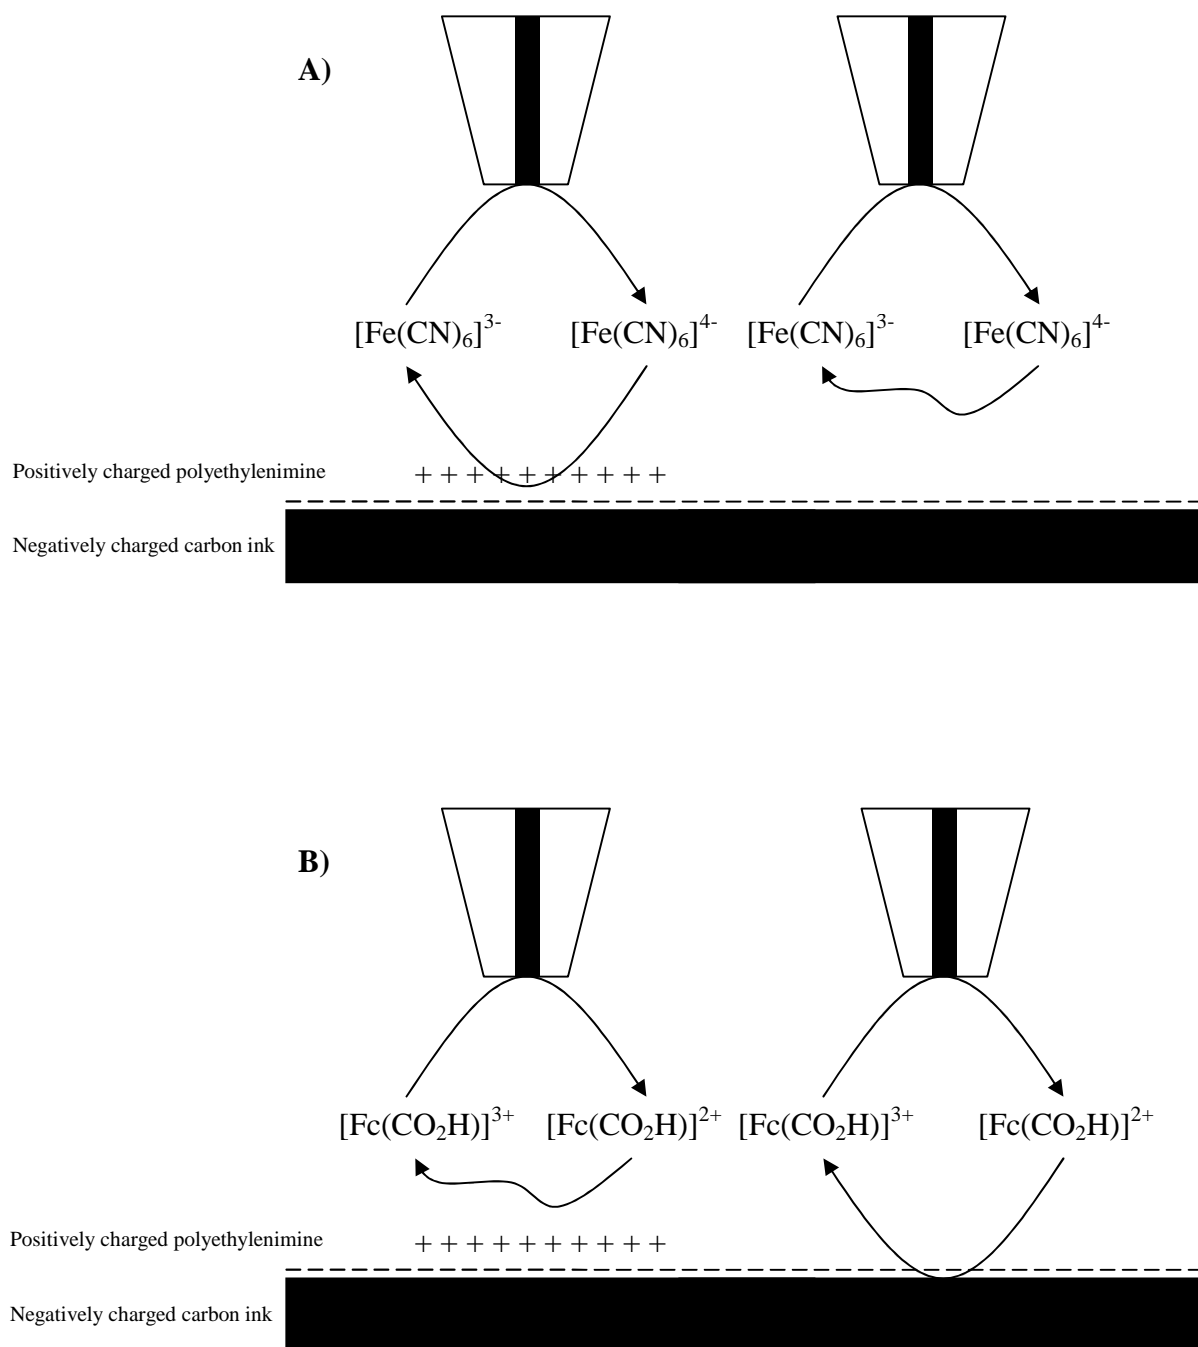 A)
[Fe(CN)₆]³⁻ [Fe(CN)₆]⁴⁻ [Fe(CN)₆]³⁻ [Fe(CN)₆]⁴⁻
Positively charged polyethylenimine + + + + + + + + + +
Negatively charged carbon ink
B)
[Fc(CO₂H)]³⁺ [Fc(CO₂H)]²⁺ [Fc(CO₂H)]³⁺ [Fc(CO₂H)]²⁺
Positively charged polyethylenimine + + + + + + + + + +
Negatively charged carbon ink